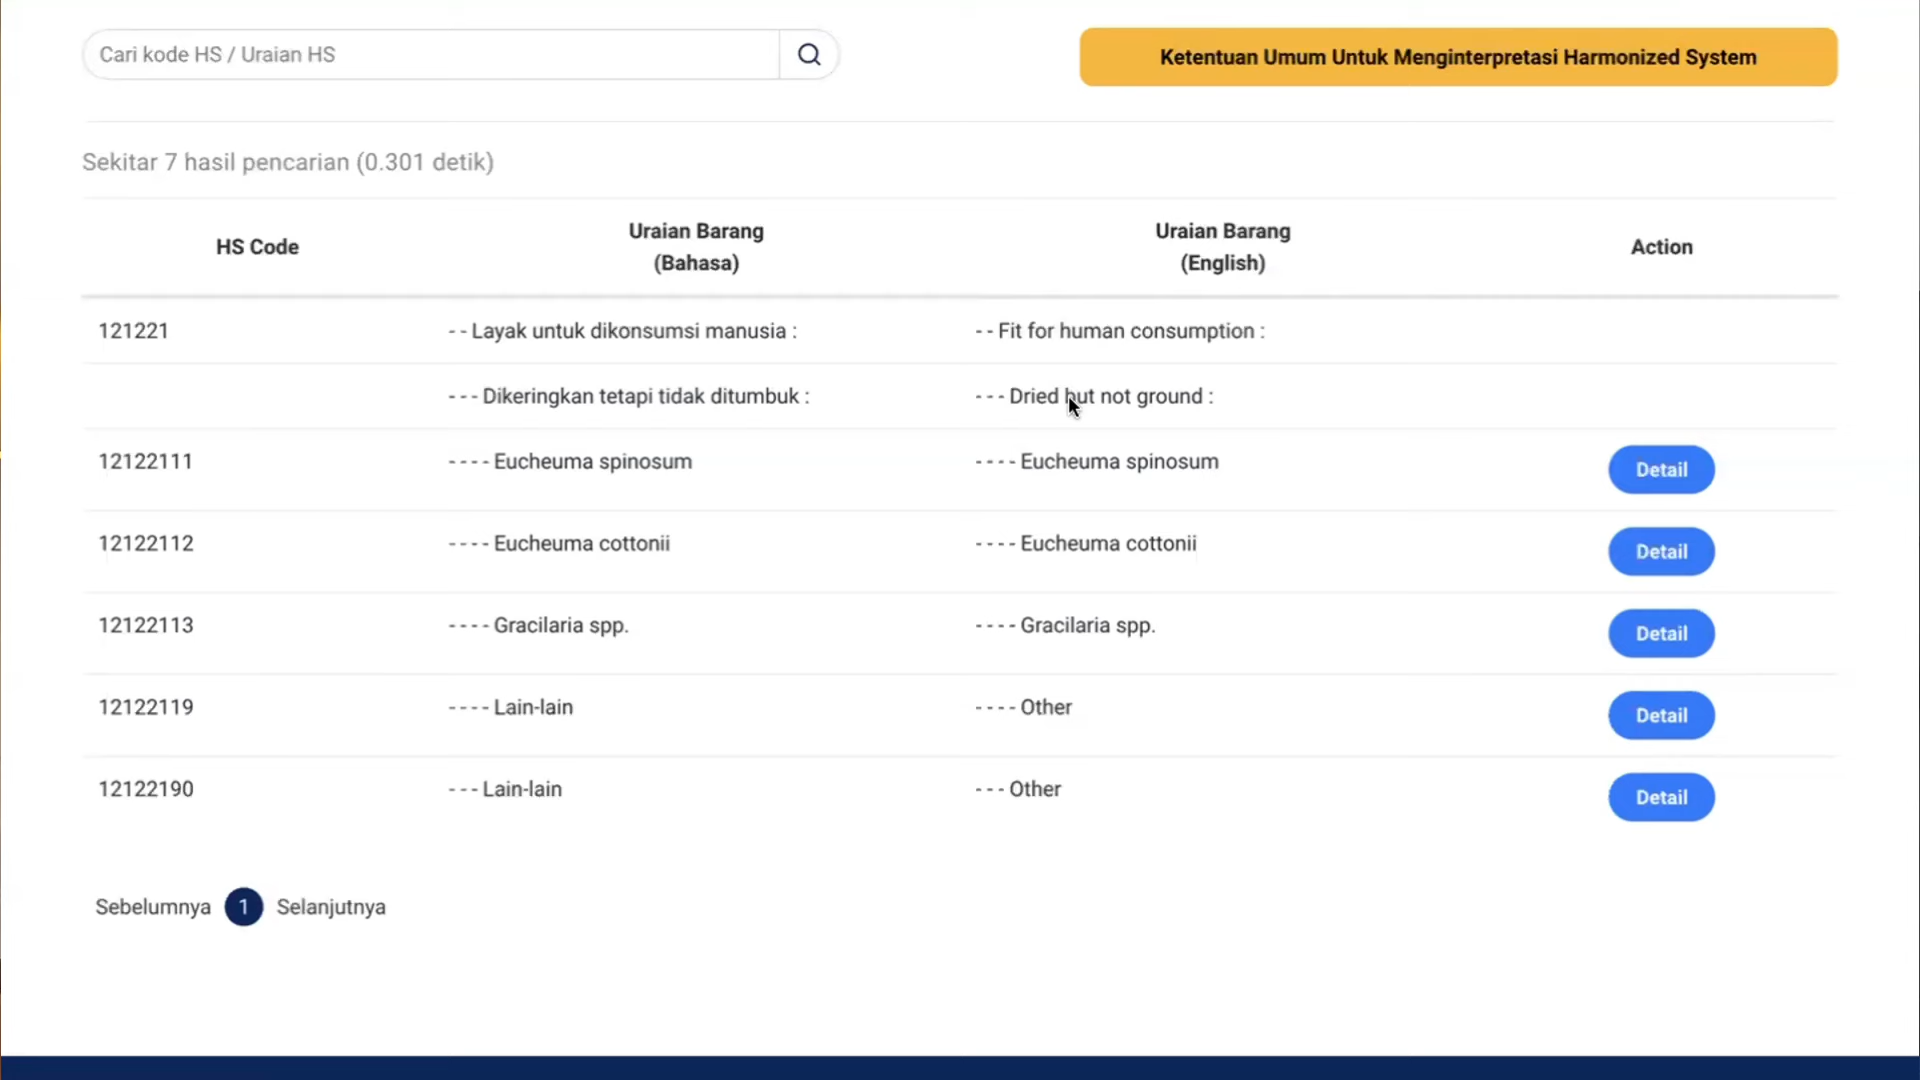 Cari kode HS / Uraian HS
Ketentuan Umum Untuk Menginterpretasi Harmonized System
Sekitar 7 hasil pencarian (0.301 detik)
HS Code
Uraian Barang
(Bahasa)
Uraian Barang
(English)
Action
121221
- - Layak untuk dikonsumsi manusia :
- - Fit for human consumption :
- - - Dikeringkan tetapi tidak ditumbuk :
- - - Dried but not ground :
12122111
- - - - Eucheuma spinosum
- - - - Eucheuma spinosum
Detail
12122112
- - - - Eucheuma cottonii
- - - - Eucheuma cottonii
Detail
12122113
- - - - Gracilaria spp.
- - - - Gracilaria spp.
Detail
12122119
- - - - Lain-lain
- - - - Other
Detail
12122190
- - - Lain-lain
- - - Other
Detail
Sebelumnya 1 Selanjutnya